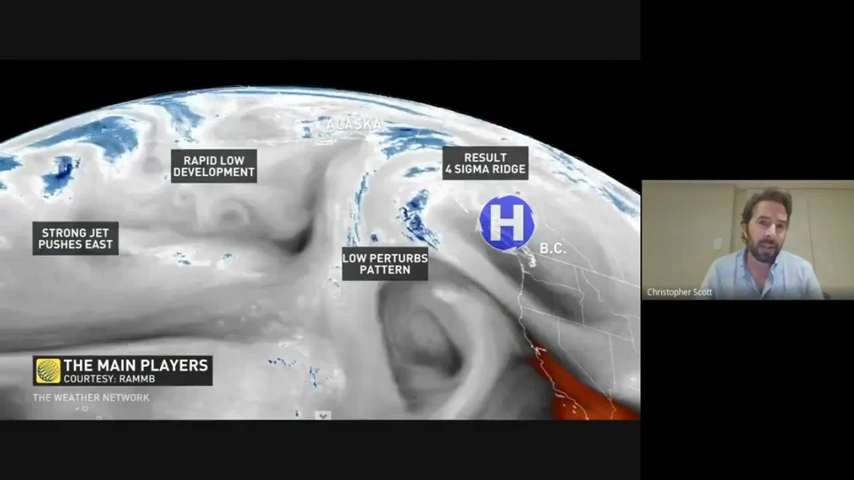 ALASKA
RAPID LOW
DEVELOPMENT
RESULT
4 SIGMA RIDGE
H
B.C.
STRONG JET
PUSHES EAST
LOW PERTURBS
PATTERN
Christopher Scott
THE MAIN PLAYERS
COURTESY: RAMMB
THE WEATHER NETWORK